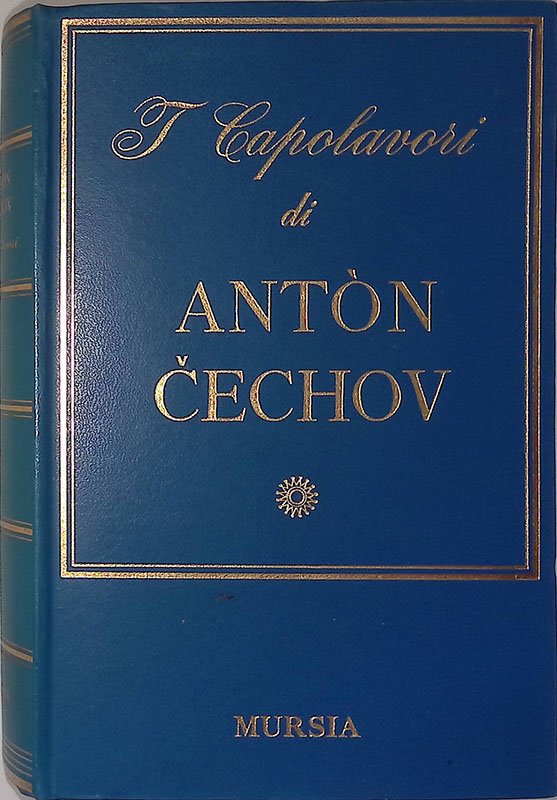 I Capolavori
di
ANTÒN
ČECHOV
MURSIA